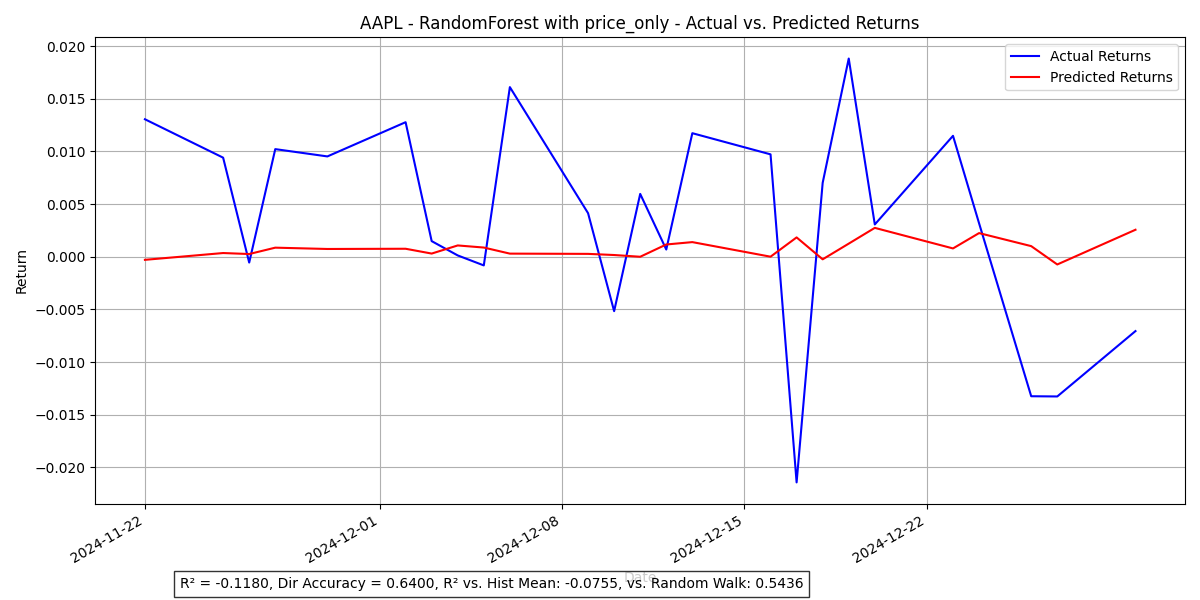 AAPL - RandomForest with price_only - Actual vs. Predicted Returns
Actual Returns
Predicted Returns
Return
0.020
0.015
0.010
0.005
0.000
−0.005
−0.010
−0.015
−0.020
2024-11-22
2024-12-01
2024-12-08
2024-12-15
2024-12-22
Date
R² = -0.1180, Dir Accuracy = 0.6400, R² vs. Hist Mean: -0.0755, vs. Random Walk: 0.5436